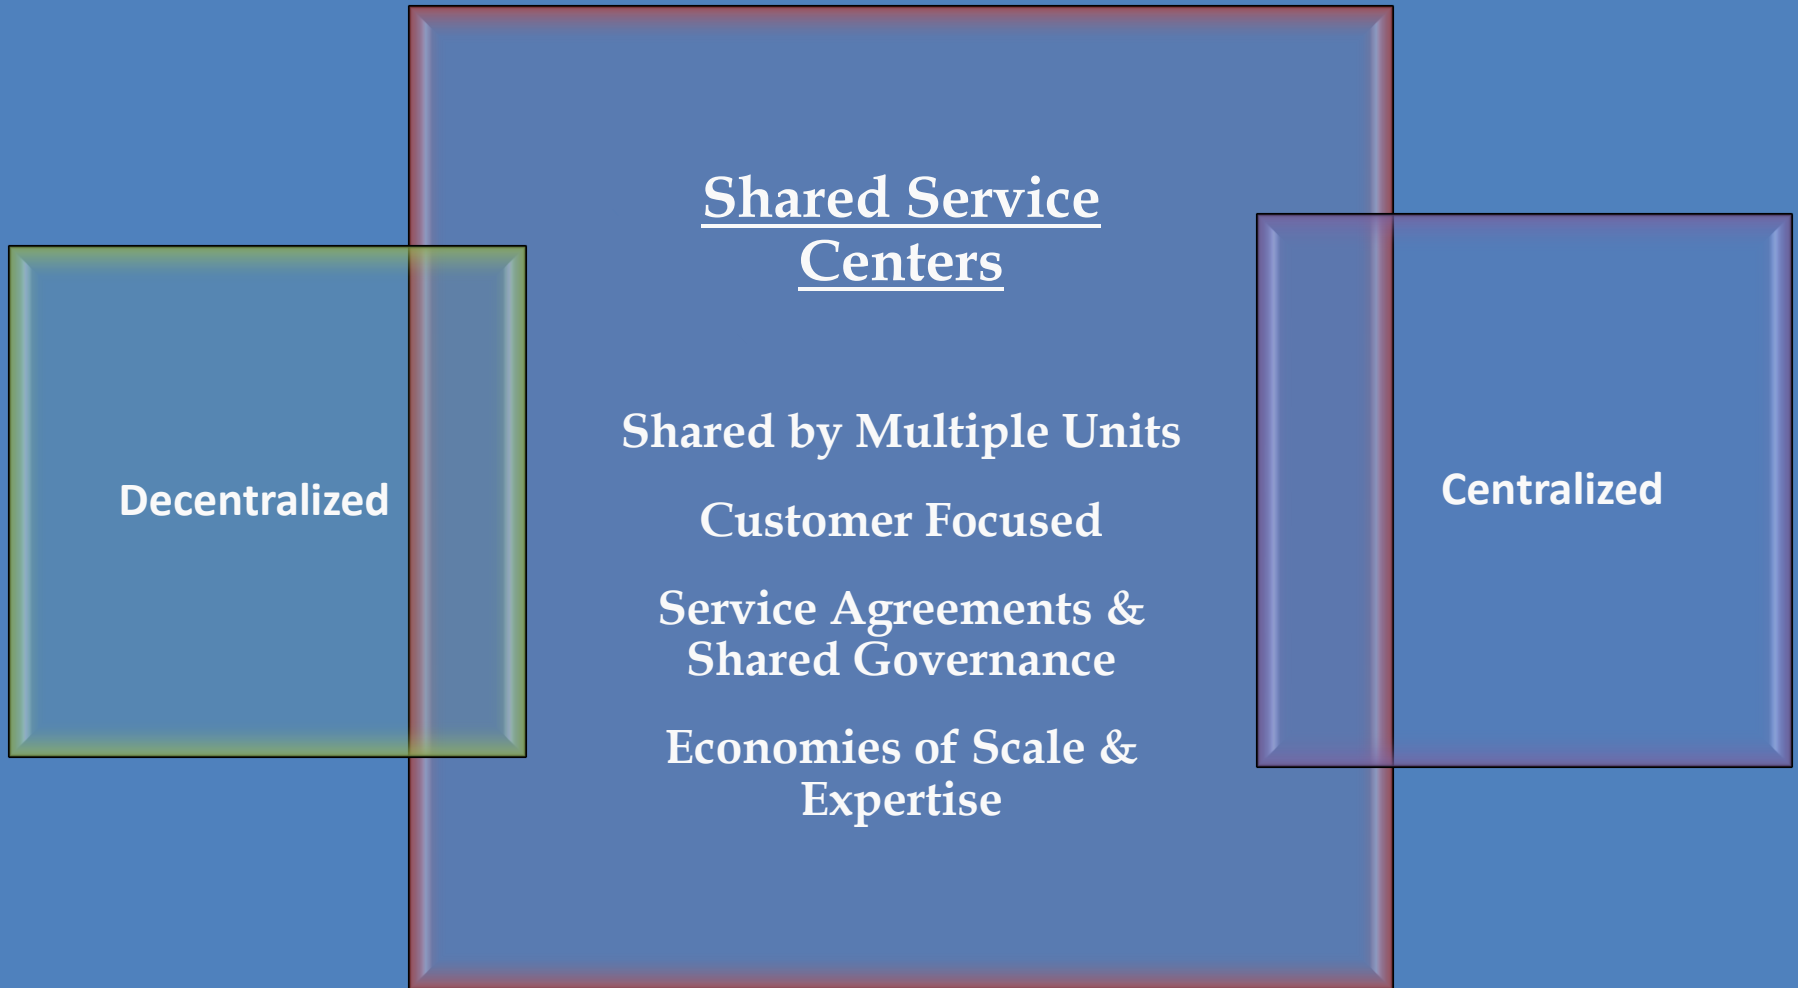 Shared Service
Centers
Shared by Multiple Units
Decentralized
Centralized
Customer Focused
Service Agreements &
Shared Governance
Economies of Scale &
Expertise